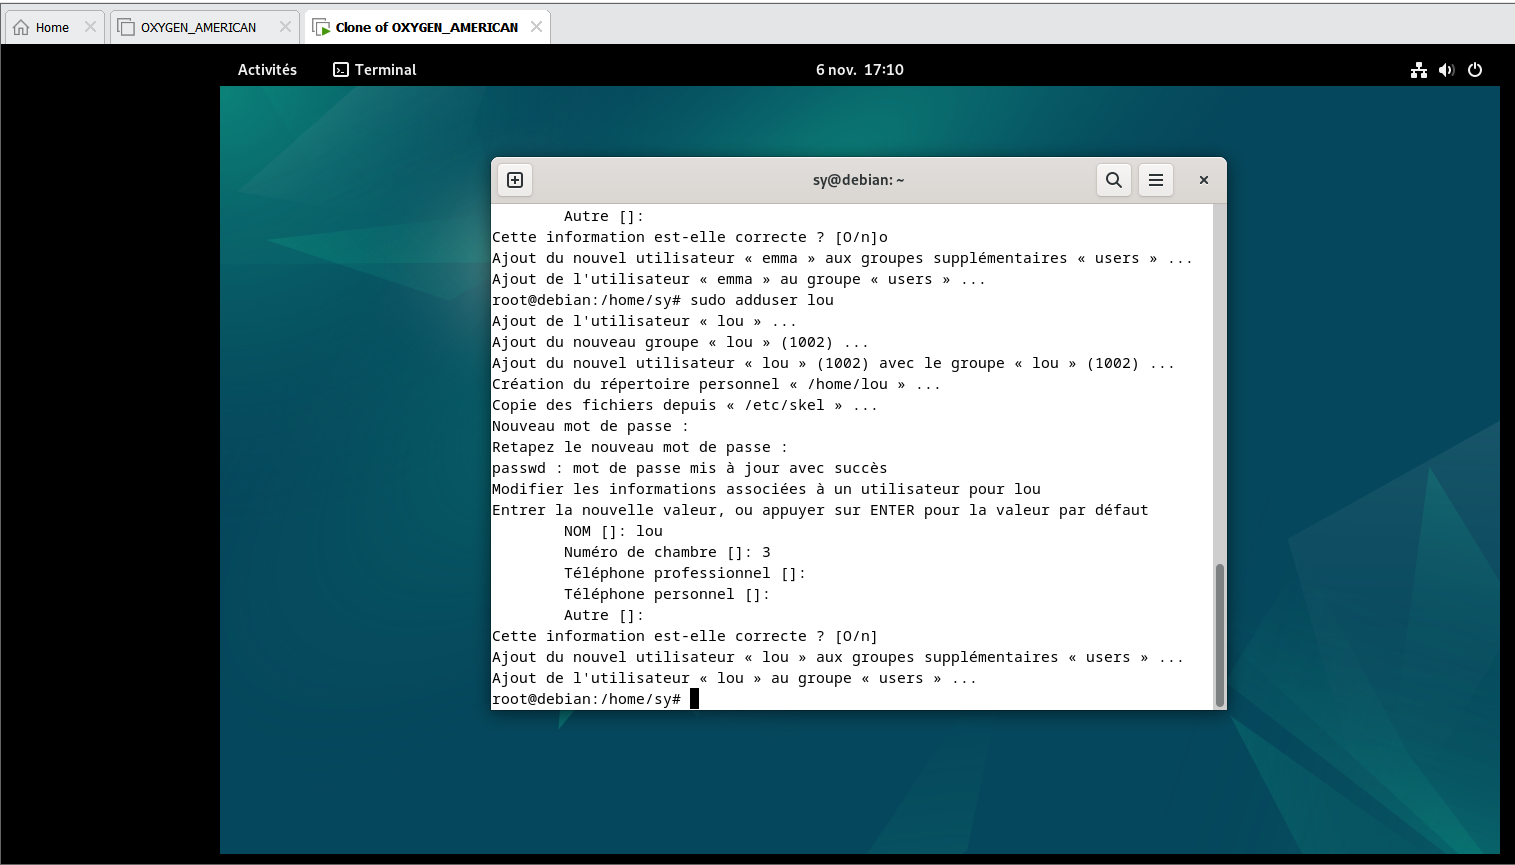 Home
OXYGEN_AMERICAN
Clone of OXYGEN_AMERICAN
Activités
Terminal
6 nov. 17:10
sy@debian: ~
Autre []:
Cette information est-elle correcte ? [O/n]o
Ajout du nouvel utilisateur « emma » aux groupes supplémentaires « users » ...
Ajout de l'utilisateur « emma » au groupe « users » ...
root@debian:/home/sy# sudo adduser lou
Ajout de l'utilisateur « lou » ...
Ajout du nouveau groupe « lou » (1002) ...
Ajout du nouvel utilisateur « lou » (1002) avec le groupe « lou » (1002) ...
Création du répertoire personnel « /home/lou » ...
Copie des fichiers depuis « /etc/skel » ...
Nouveau mot de passe :
Retapez le nouveau mot de passe :
passwd : mot de passe mis à jour avec succès
Modifier les informations associées à un utilisateur pour lou
Entrer la nouvelle valeur, ou appuyer sur ENTER pour la valeur par défaut
NOM []: lou
Numéro de chambre []: 3
Téléphone professionnel []:
Téléphone personnel []:
Autre []:
Cette information est-elle correcte ? [O/n]
Ajout du nouvel utilisateur « lou » aux groupes supplémentaires « users » ...
Ajout de l'utilisateur « lou » au groupe « users » ...
root@debian:/home/sy#